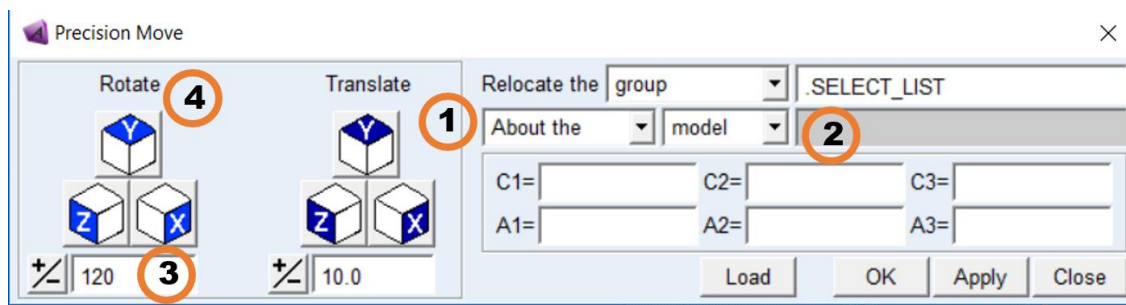 Precision Move
Rotate 4 Translate
Y Y
Z X Z X
+/- 120 3 +/- 10.0
Relocate the group .SELECT_LIST
1 About the model 2
C1= C2= C3=
A1= A2= A3=
Load OK Apply Close